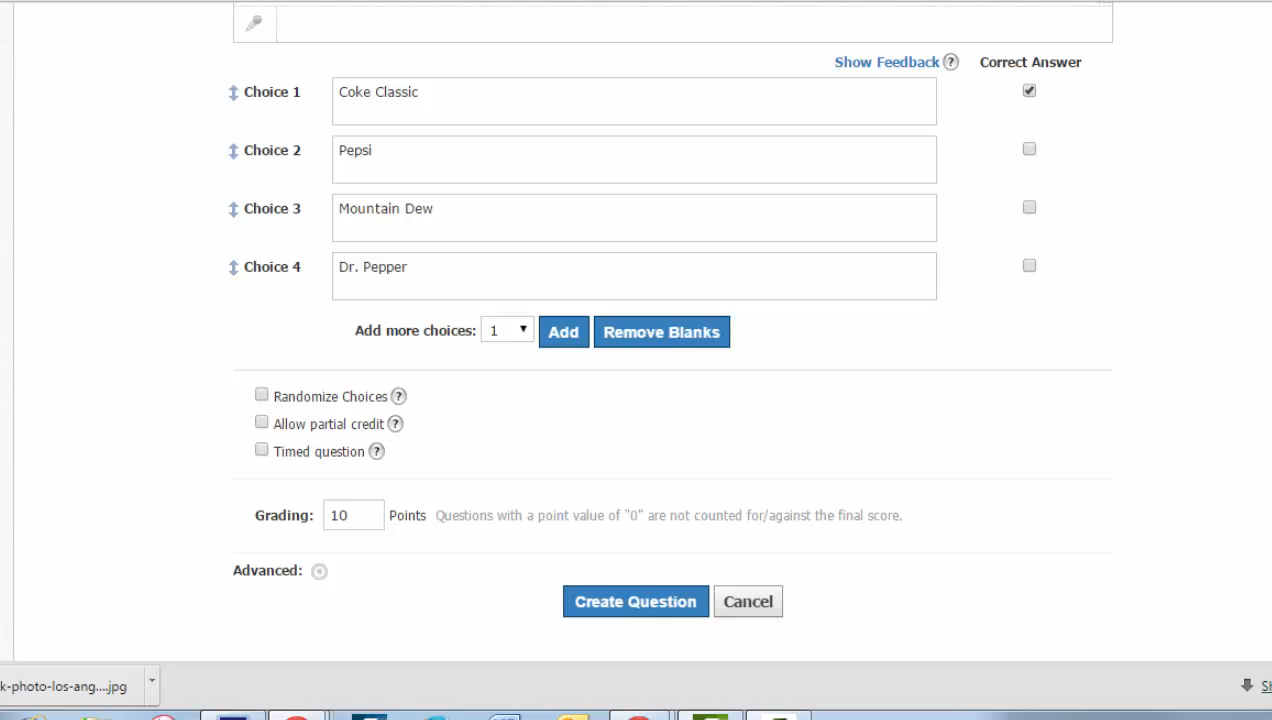 Show Feedback ? Correct Answer
Choice 1 Coke Classic
Choice 2 Pepsi
Choice 3 Mountain Dew
Choice 4 Dr. Pepper
Add more choices: 1 Add Remove Blanks
Randomize Choices ?
Allow partial credit ?
Timed question ?
Grading: 10 Points Questions with a point value of "0" are not counted for/against the final score.
Advanced:
Create Question Cancel
k-photo-los-ang....jpg